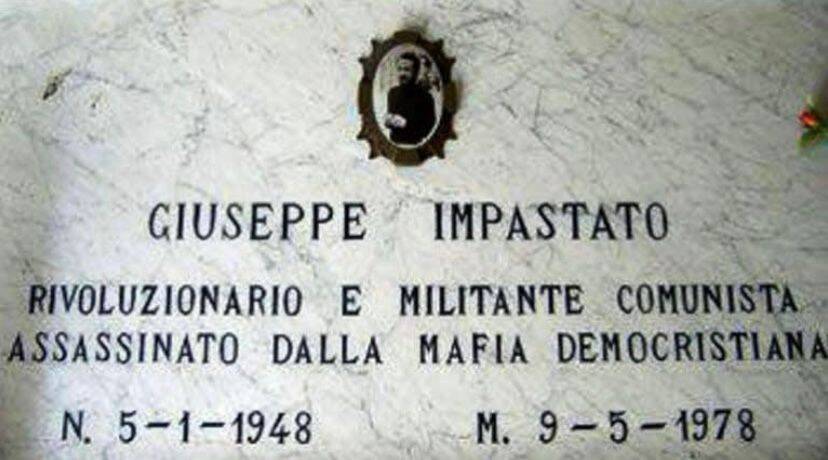 GIUSEPPE IMPASTATO
RIVOLUZIONARIO E MILITANTE COMUNISTA
ASSASSINATO DALLA MAFIA DEMOCRISTIANA
N. 5-1-1948 M. 9-5-1978